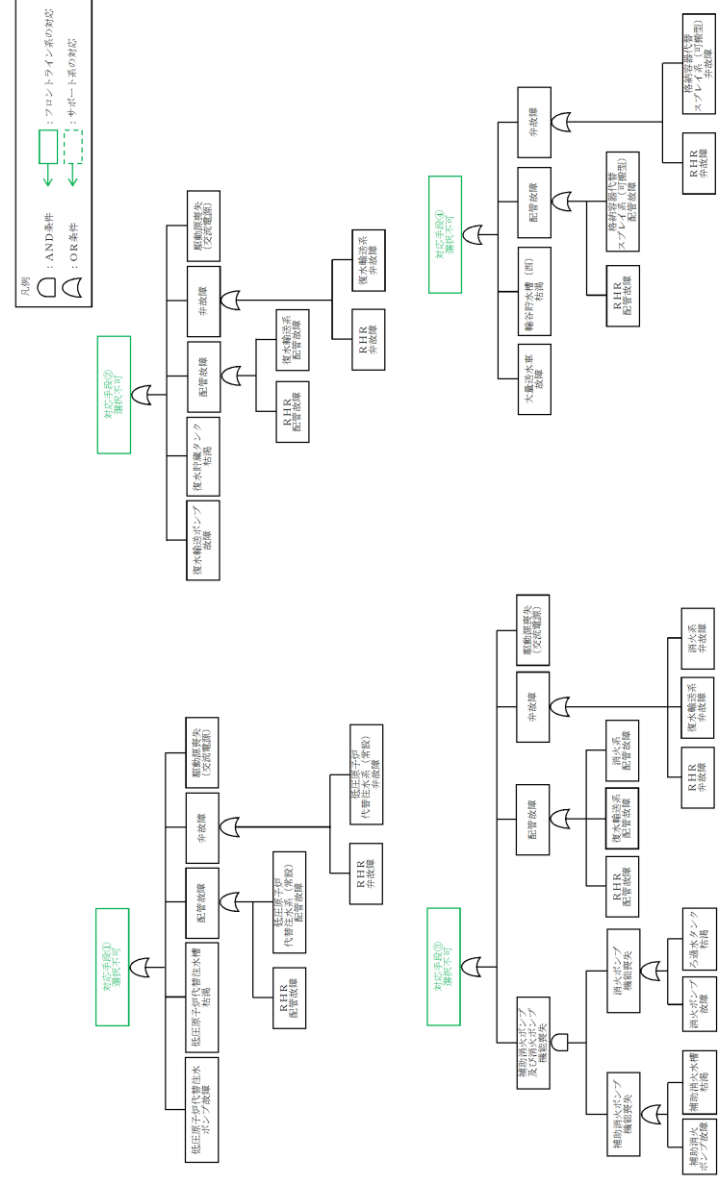 凡例
：AND条件
：OR条件
：フロントライン系の対応
：サポート系の対応
対応手段①
選択不可
低圧原子炉代替注水
ポンプ故障
低圧原子炉代替注水槽
枯渇
配管故障
弁故障
駆動源喪失
（交流電源）
RHR
配管故障
低圧原子炉
代替注水系（常設）
配管故障
RHR
弁故障
低圧原子炉
代替注水系（常設）
弁故障
対応手段②
選択不可
復水輸送ポンプ
故障
復水貯蔵タンク
枯渇
配管故障
弁故障
駆動源喪失
（交流電源）
RHR
配管故障
復水輸送系
配管故障
RHR
弁故障
復水輸送系
弁故障
対応手段③
選択不可
補助消火ポンプ
及び消火ポンプ
機能喪失
配管故障
弁故障
駆動源喪失
（交流電源）
補助消火ポンプ
機能喪失
消火ポンプ
機能喪失
補助消火
ポンプ故障
補助消火水槽
枯渇
消火ポンプ
故障
ろ過水タンク
枯渇
RHR
配管故障
復水輸送系
配管故障
消火系
配管故障
RHR
弁故障
復水輸送系
弁故障
消火系
弁故障
対応手段④
選択不可
大量送水車
故障
輪谷貯水槽（西）
枯渇
配管故障
弁故障
RHR
配管故障
格納容器代替
スプレイ系（可搬型）
配管故障
RHR
弁故障
格納容器代替
スプレイ系（可搬型）
弁故障